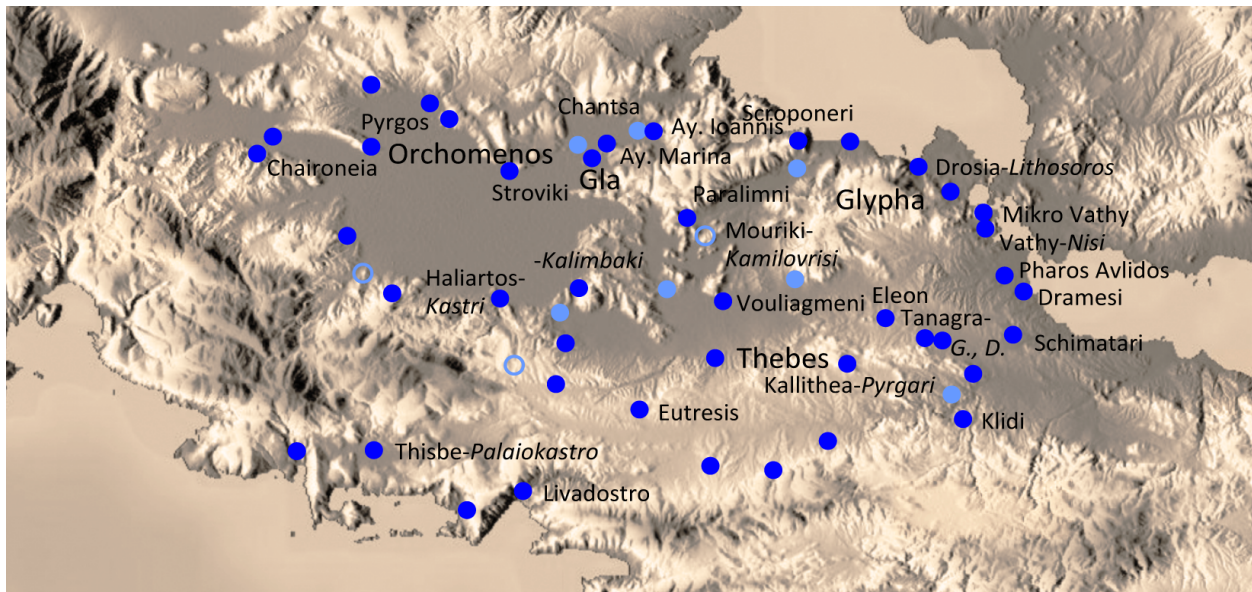 Chantsa
Scroponeri
Pyrgos
Ay. Ioannis
Orchomenos
Ay. Marina
Chaironeia
Gla
Drosia-Lithosoros
Stroviki
Paralimni
Glypha
Mikro Vathy
Mouriki-
Kamilovrisi
Vathy-Nisi
-Kalimbaki
Pharos Avlidos
Haliartos-
Kastri
Vouliagmeni
Eleon
Dramesi
Tanagra-
G., D.
Schimatari
Thebes
Kallithea-Pyrgari
Eutresis
Klidi
Thisbe-Palaiokastro
Livadostro